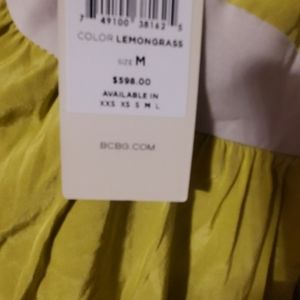 7 49100 38162 5
COLOR LEMONGRASS
SIZE M
$598.00
AVAILABLE IN
XXS XS S M L
BCBG.COM